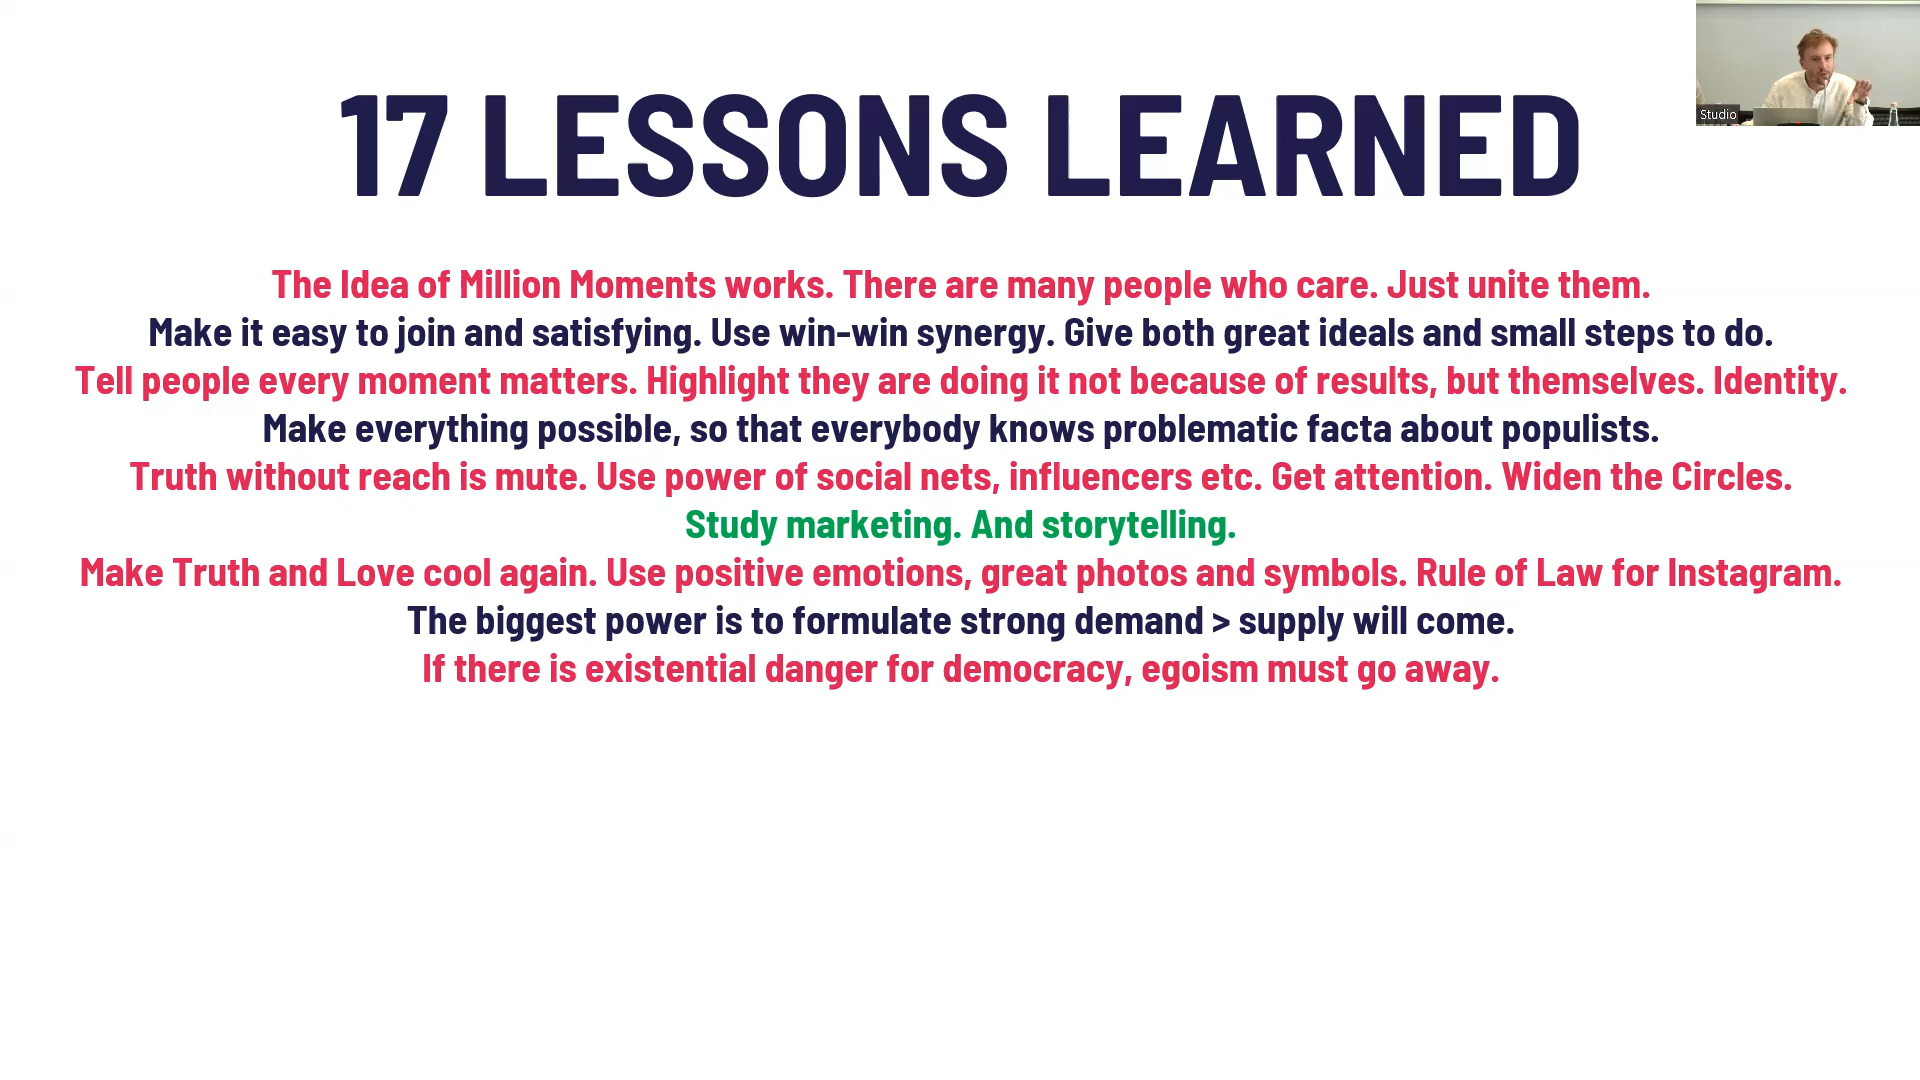 17 LESSONS LEARNED
Studio
The Idea of Million Moments works. There are many people who care. Just unite them.
Make it easy to join and satisfying. Use win-win synergy. Give both great ideals and small steps to do.
Tell people every moment matters. Highlight they are doing it not because of results, but themselves. Identity.
Make everything possible, so that everybody knows problematic facta about populists.
Truth without reach is mute. Use power of social nets, influencers etc. Get attention. Widen the Circles.
Study marketing. And storytelling.
Make Truth and Love cool again. Use positive emotions, great photos and symbols. Rule of Law for Instagram.
The biggest power is to formulate strong demand > supply will come.
If there is existential danger for democracy, egoism must go away.